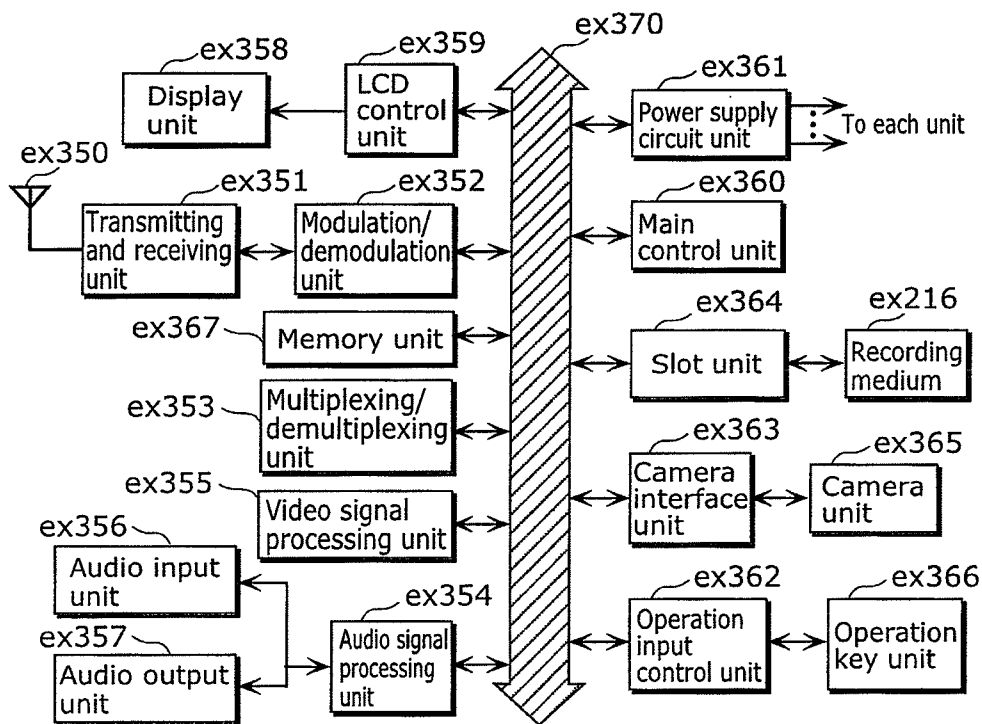 ex358
Display
unit
ex359
LCD
control
unit
ex370
ex361
Power supply
circuit unit
To each unit
ex350
ex351
Transmitting
and receiving
unit
ex352
Modulation/
demodulation
unit
ex360
Main
control unit
ex367
Memory unit
ex364
Slot unit
ex216
Recording
medium
ex353
Multiplexing/
demultiplexing
unit
ex363
Camera
interface
unit
ex365
Camera
unit
ex355
Video signal
processing unit
ex356
Audio input
unit
ex357
Audio output
unit
ex354
Audio signal
processing
unit
ex362
Operation
input
control unit
ex366
Operation
key unit